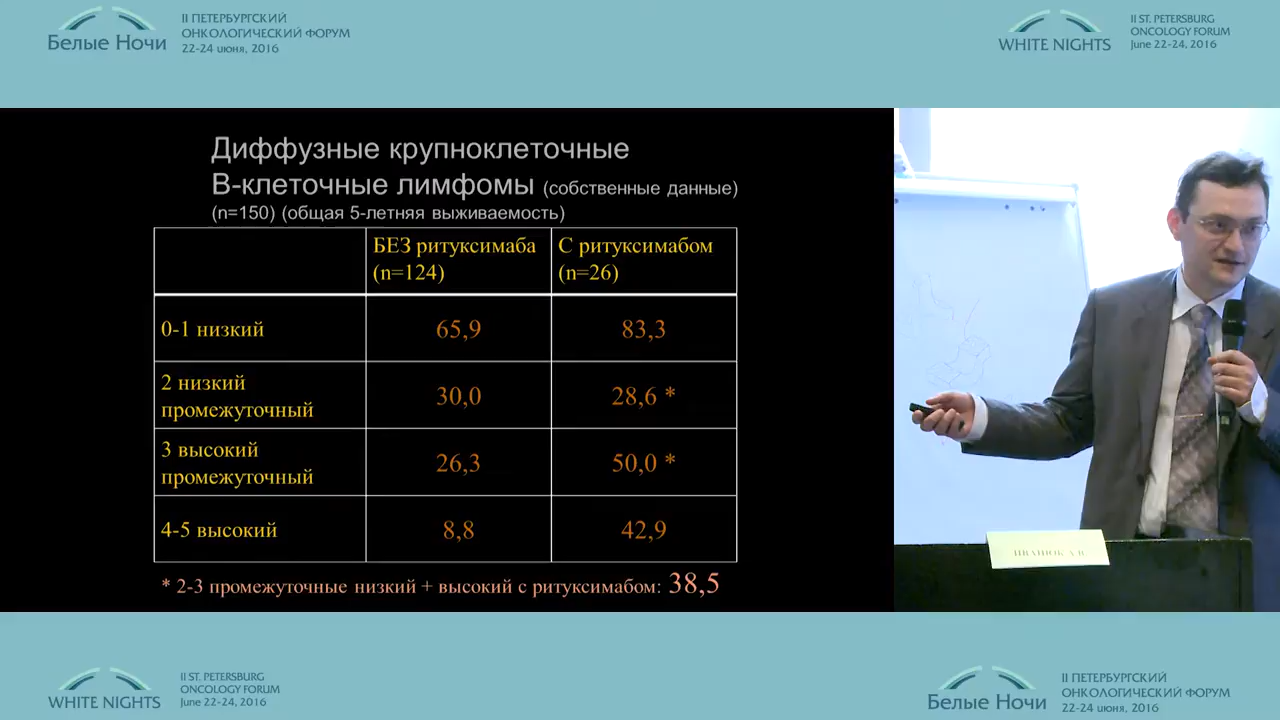 Белые Ночи
II ПЕТЕРБУРГСКИЙ
ОНКОЛОГИЧЕСКИЙ ФОРУМ
22-24 июня, 2016
WHITE NIGHTS
II ST. PETERSBURG
ONCOLOGY FORUM
June 22-24, 2016
Диффузные крупноклеточные
В-клеточные лимфомы (собственные данные)
(n=150) (общая 5-летняя выживаемость)
БЕЗ ритуксимаба
(n=124)
С ритуксимабом
(n=26)
0-1 низкий
65,9
83,3
2 низкий
промежуточный
30,0
28,6 *
3 высокий
промежуточный
26,3
50,0 *
4-5 высокий
8,8
42,9
* 2-3 промежуточные низкий + высокий с ритуксимабом: 38,5
WHITE NIGHTS
II ST. PETERSBURG
ONCOLOGY FORUM
June 22-24, 2016
Белые Ночи
II ПЕТЕРБУРГСКИЙ
ОНКОЛОГИЧЕСКИЙ ФОРУМ
22-24 июня, 2016